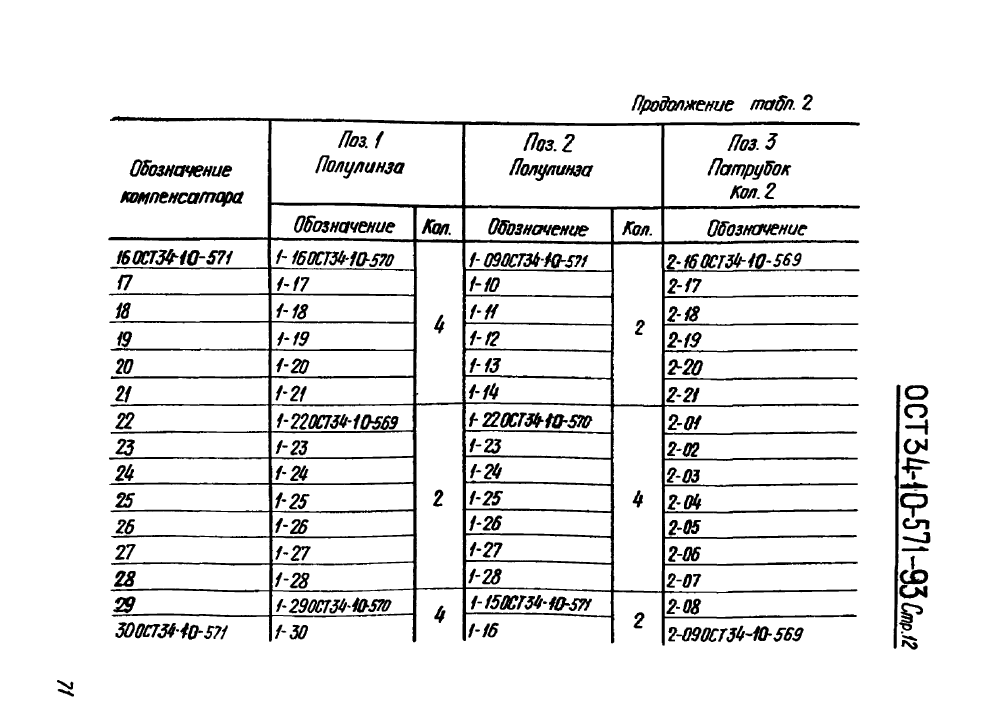 Продолжение табл. 2
Обозначение компенсатора
Поз. 1 Полулинза
Поз. 2 Полулинза
Поз. 3 Патрубок Кол. 2
Обозначение Кол. Обозначение Кол. Обозначение
16 ОСТ34-10-571 1-16 ОСТ34-10-570 4 1-09 ОСТ34-10-571 2 2-16 ОСТ34-10-569
17 1-17 1-10 2-17
18 1-18 1-11 2-18
19 1-19 1-12 2-19
20 1-20 1-13 2-20
21 1-21 1-14 2-21
22 1-22 ОСТ34-10-569 2 1-22 ОСТ34-10-570 4 2-01
23 1-23 1-23 2-02
24 1-24 1-24 2-03
25 1-25 1-25 2-04
26 1-26 1-26 2-05
27 1-27 1-27 2-06
28 1-28 1-28 2-07
29 1-29 ОСТ34-10-570 4 1-15 ОСТ34-10-571 2 2-08
30 ОСТ34-10-571 1-30 1-16 2-09 ОСТ34-10-569
ОСТ34-10-571-93 Стр.12
71